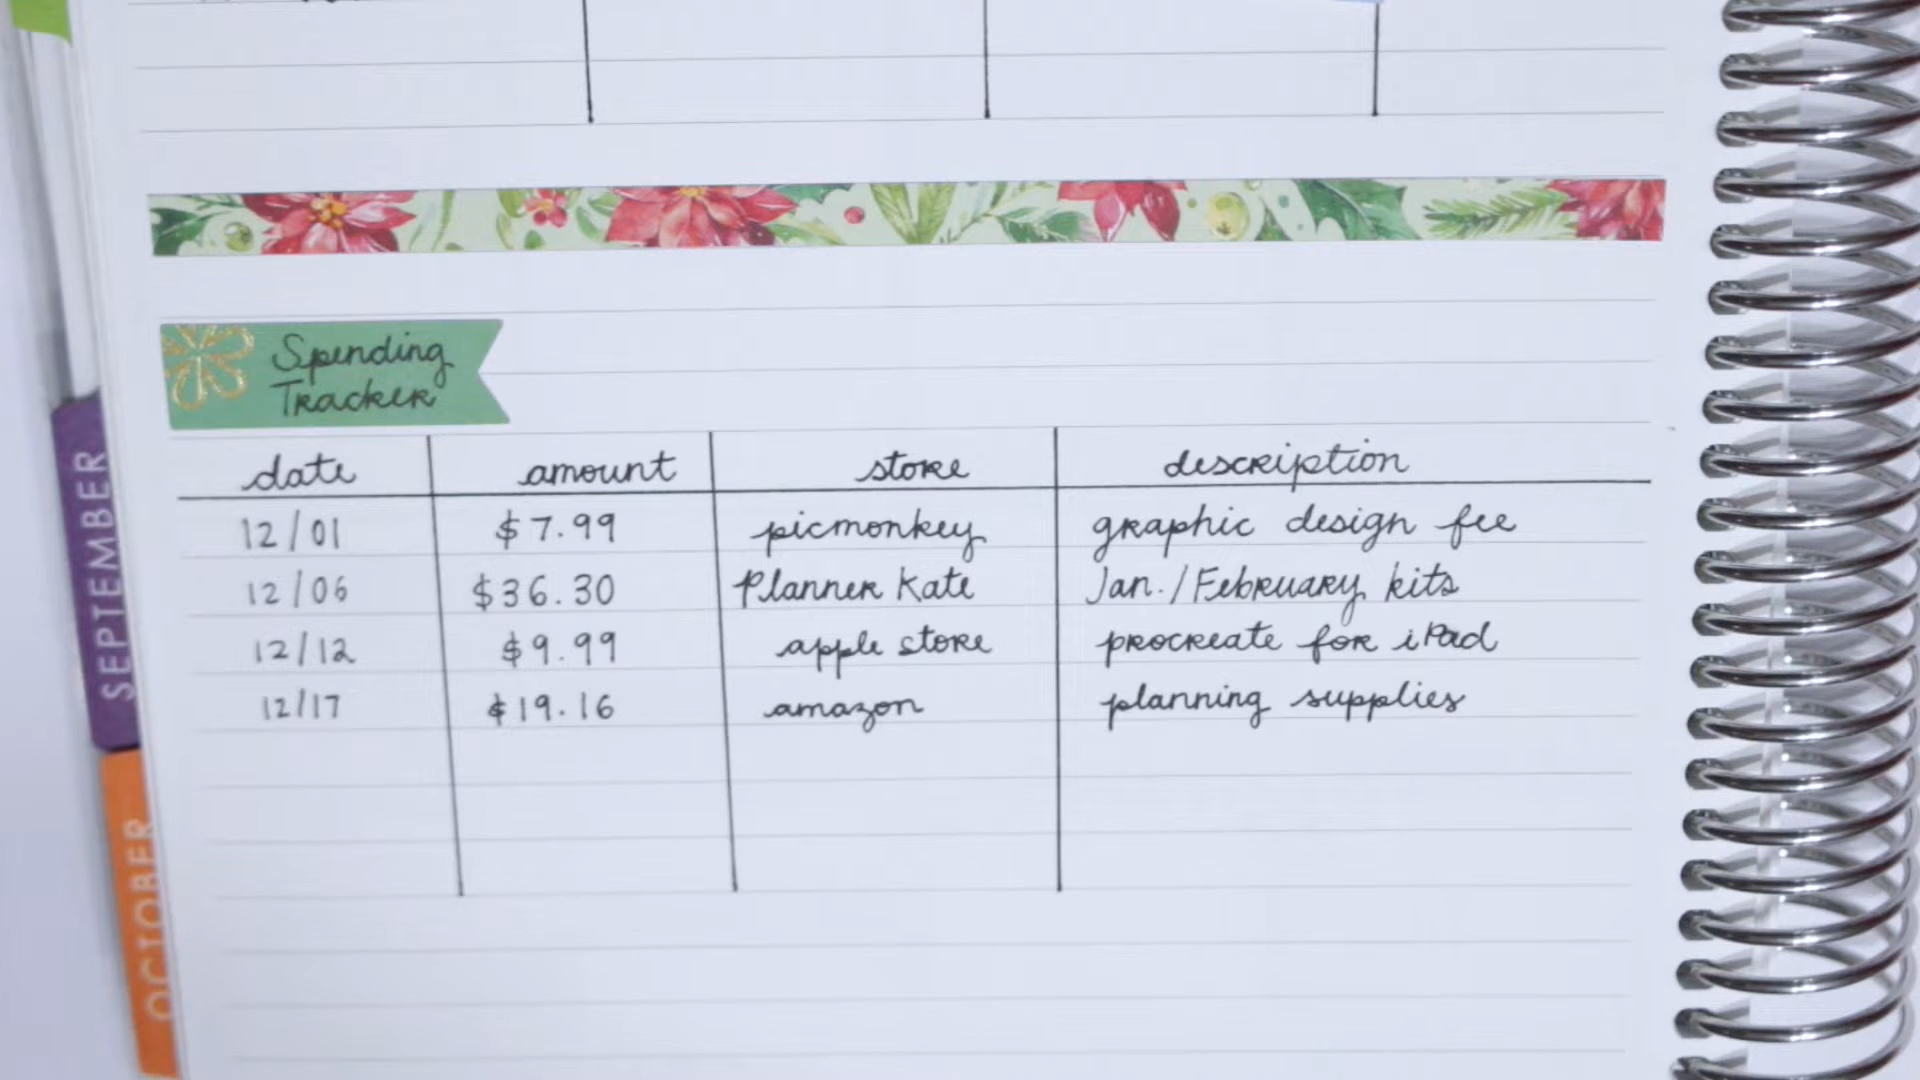 Spending
Tracker
date amount store description
12/01 $7.99 picmonkey graphic design fee
12/06 $36.30 Planner Kate Jan./February kits
12/12 $9.99 apple store procreate for iPad
12/17 $19.16 amazon planning supplies
SEPTEMBER
OCTOBER